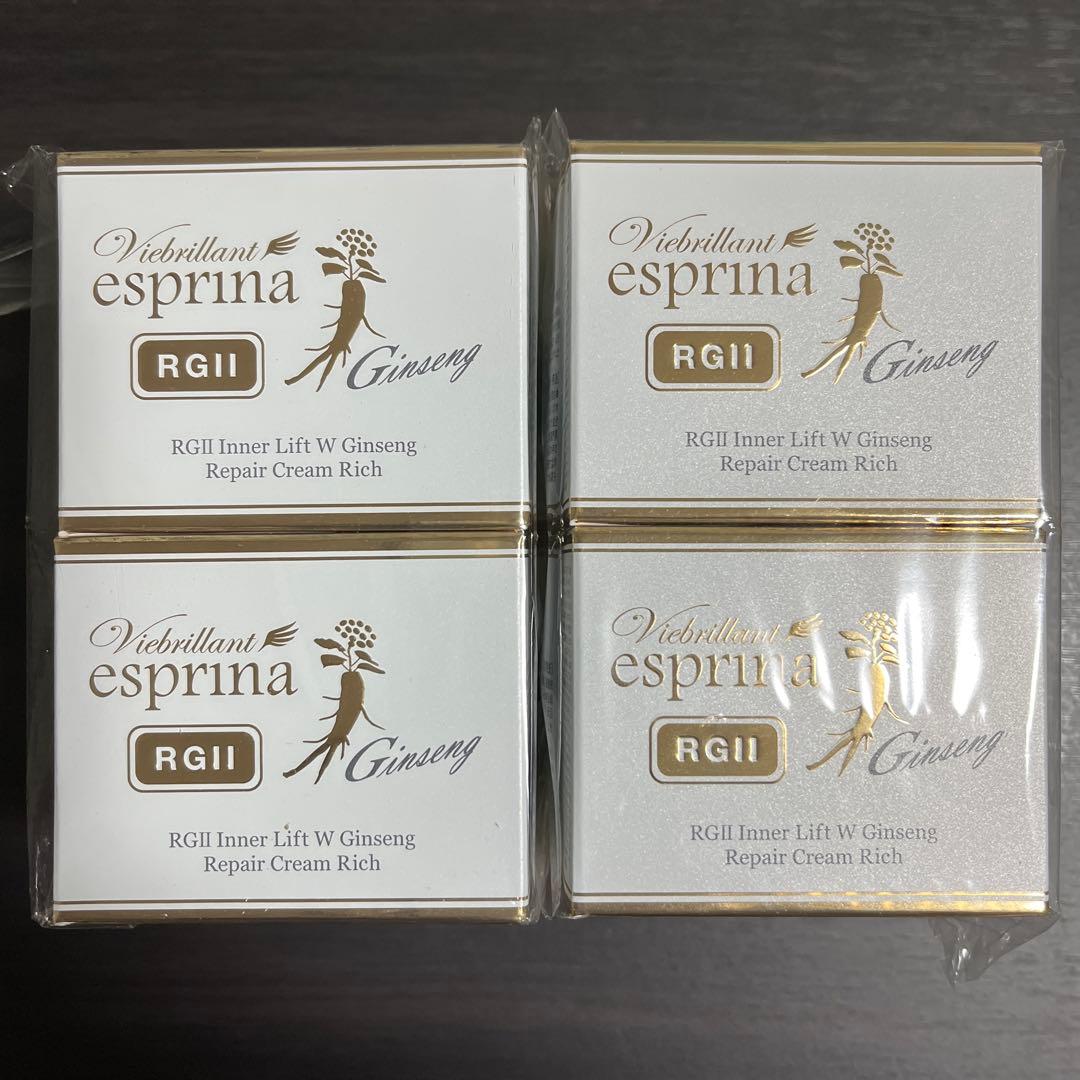 Viebrillant
esprina
RGII
Ginseng
RGII Inner Lift W Ginseng
Repair Cream Rich
Viebrillant
esprina
RGII
Ginseng
RGII Inner Lift W Ginseng
Repair Cream Rich
Viebrillant
esprina
RGII
Ginseng
RGII Inner Lift W Ginseng
Repair Cream Rich
Viebrillant
esprina
RGII
Ginseng
RGII Inner Lift W Ginseng
Repair Cream Rich